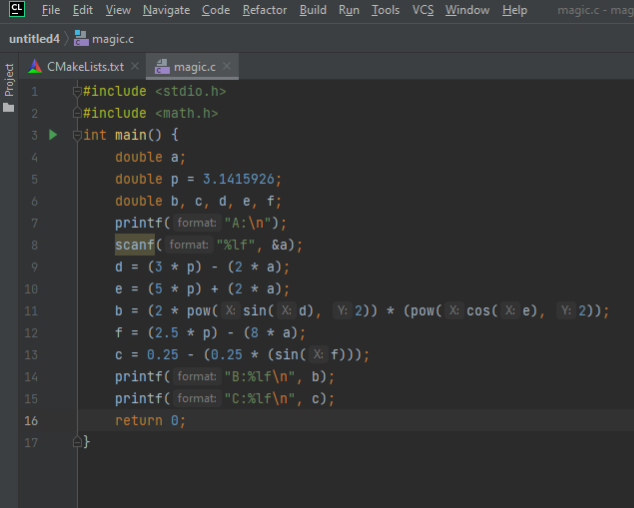 CL File Edit View Navigate Code Refactor Build Run Tools VCS Window Help magic.c - mag
untitled4 magic.c
Project
CMakeLists.txt magic.c
1 #include <stdio.h>
2 #include <math.h>
3 int main() {
4 double a;
5 double p = 3.1415926;
6 double b, c, d, e, f;
7 printf( format: "A:\n");
8 scanf( format: "%lf", &a);
9 d = (3 * p) - (2 * a);
10 e = (5 * p) + (2 * a);
11 b = (2 * pow( X: sin( X: d), Y: 2)) * (pow( X: cos( X: e), Y: 2));
12 f = (2.5 * p) - (8 * a);
13 c = 0.25 - (0.25 * (sin( X: f)));
14 printf( format: "B:%lf\n", b);
15 printf( format: "C:%lf\n", c);
16 return 0;
17 }